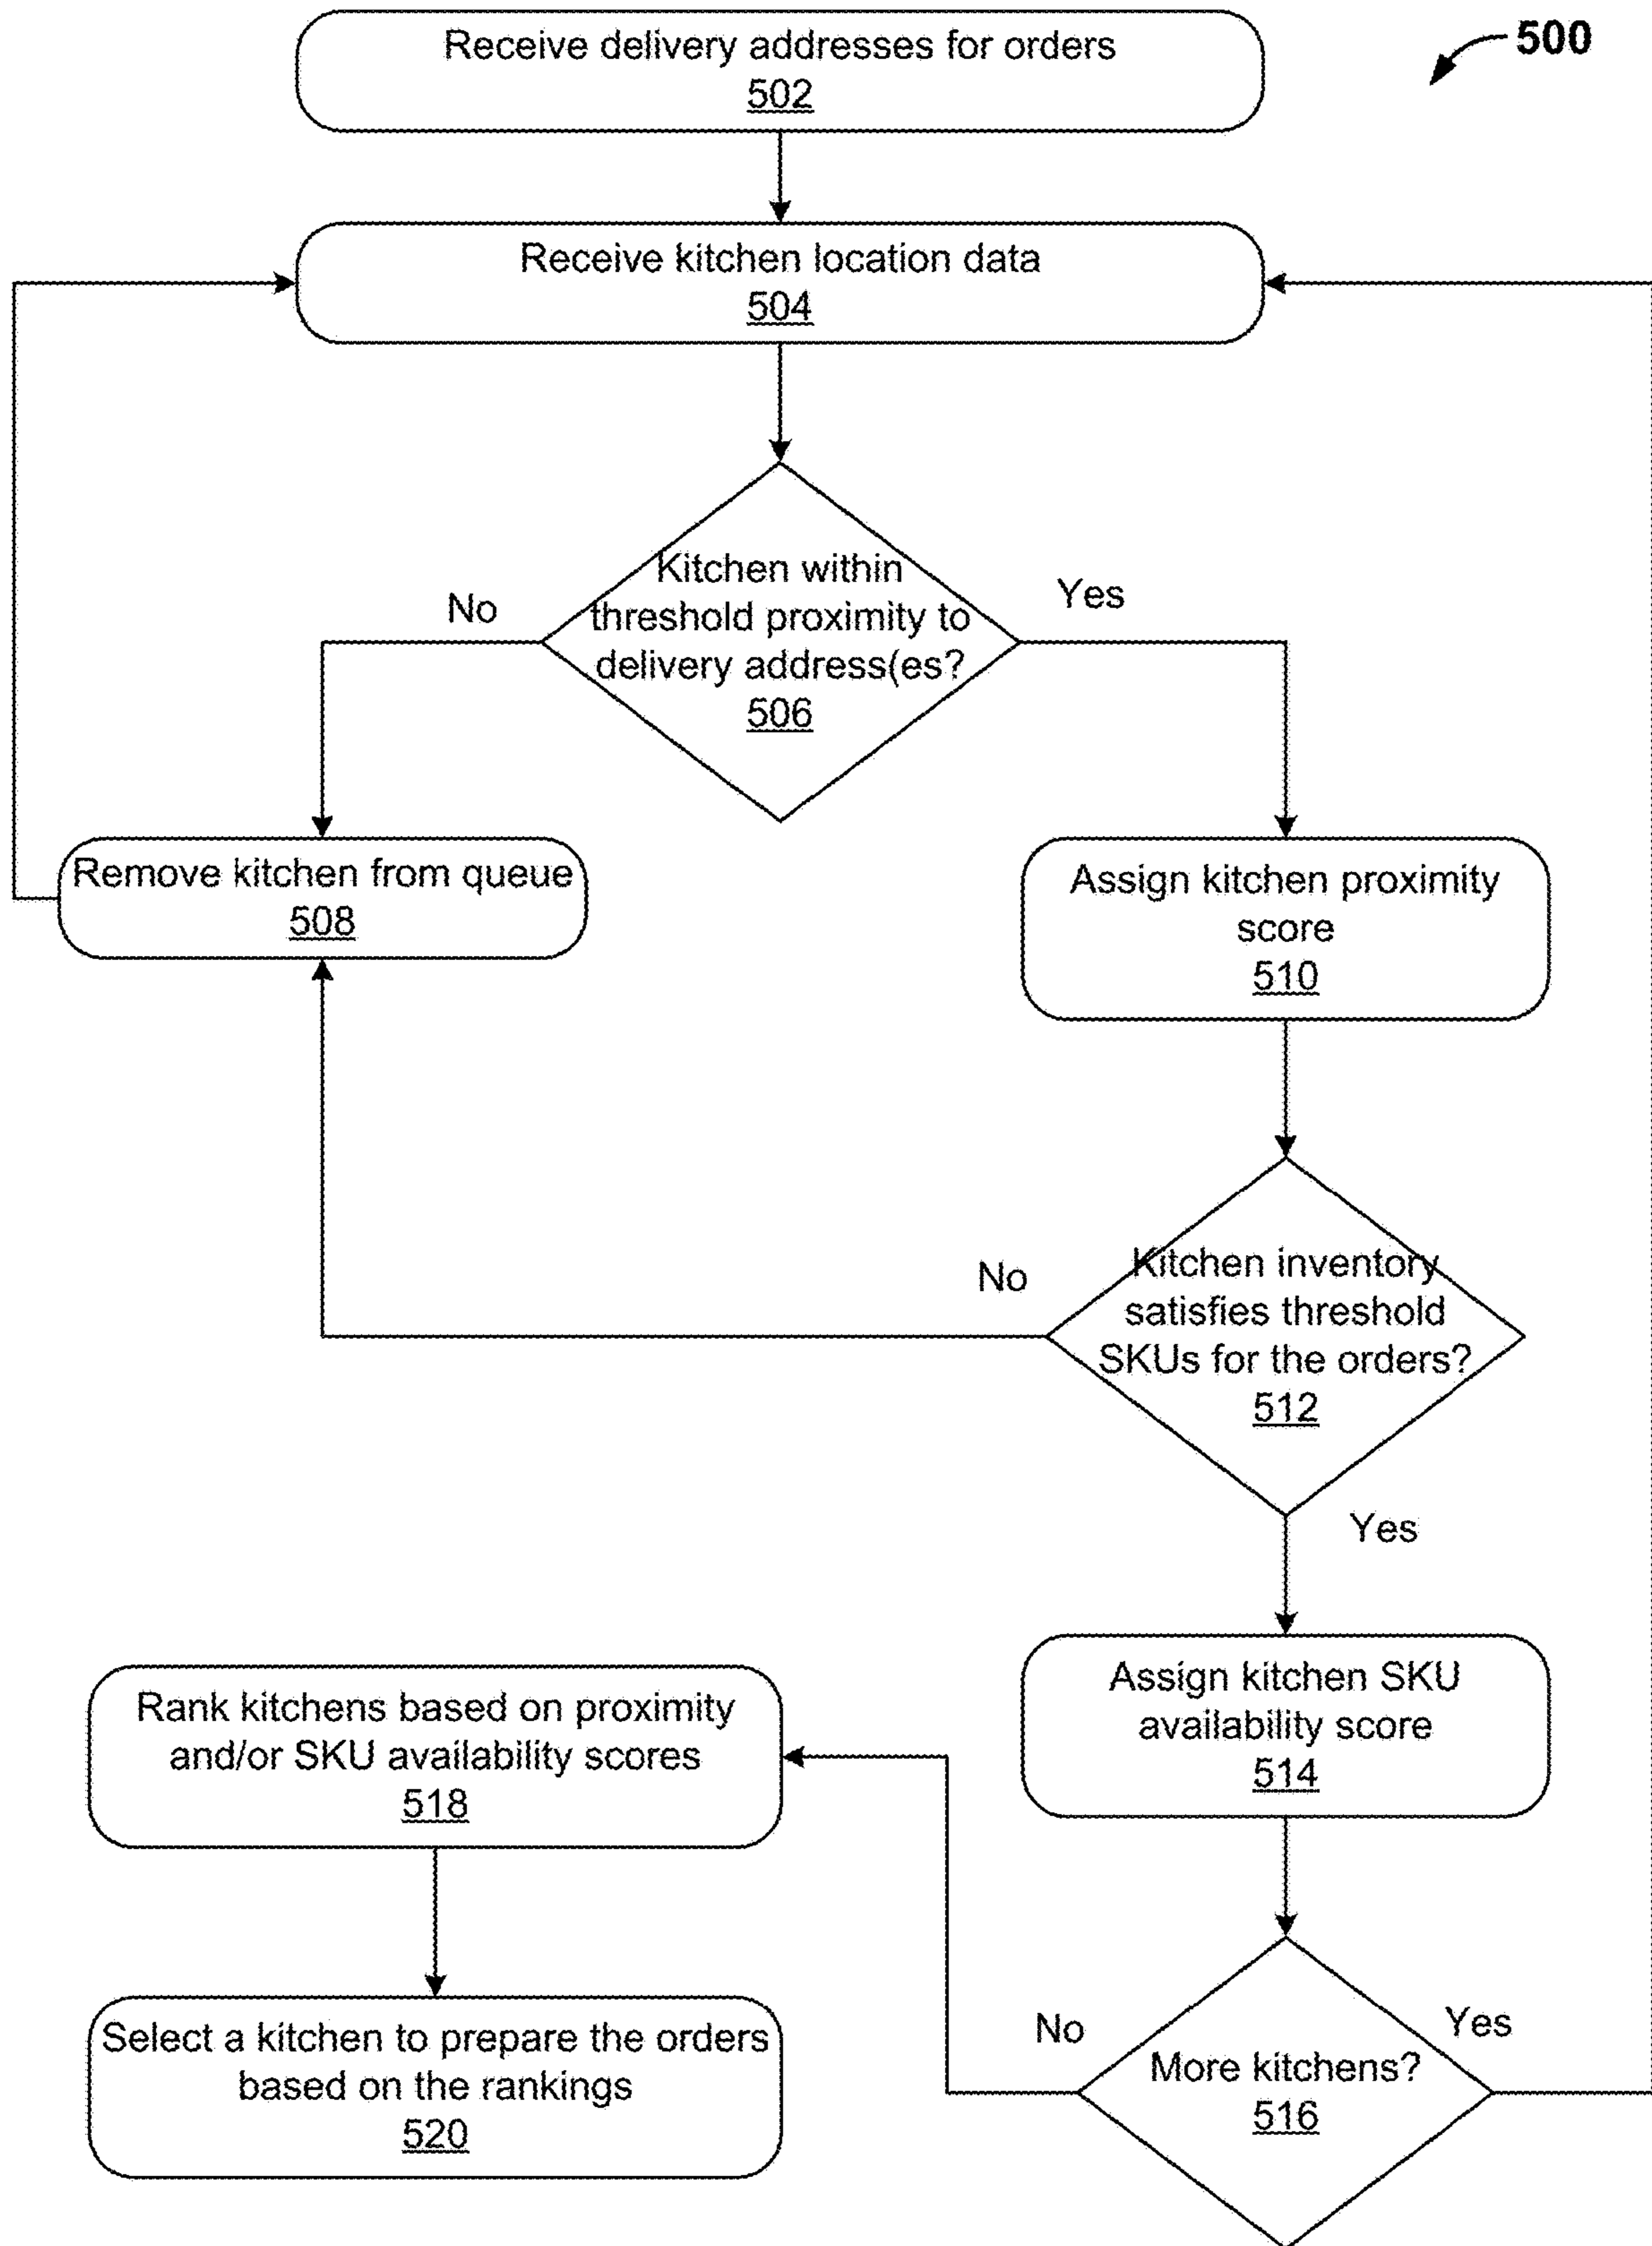 Receive delivery addresses for orders
502
500
Receive kitchen location data
504
Kitchen within
threshold proximity to
delivery address(es?
506
No
Yes
Remove kitchen from queue
508
Assign kitchen proximity
score
510
Kitchen inventory
satisfies threshold
SKUs for the orders?
512
No
Yes
Assign kitchen SKU
availability score
514
Rank kitchens based on proximity
and/or SKU availability scores
518
More kitchens?
516
No
Yes
Select a kitchen to prepare the orders
based on the rankings
520